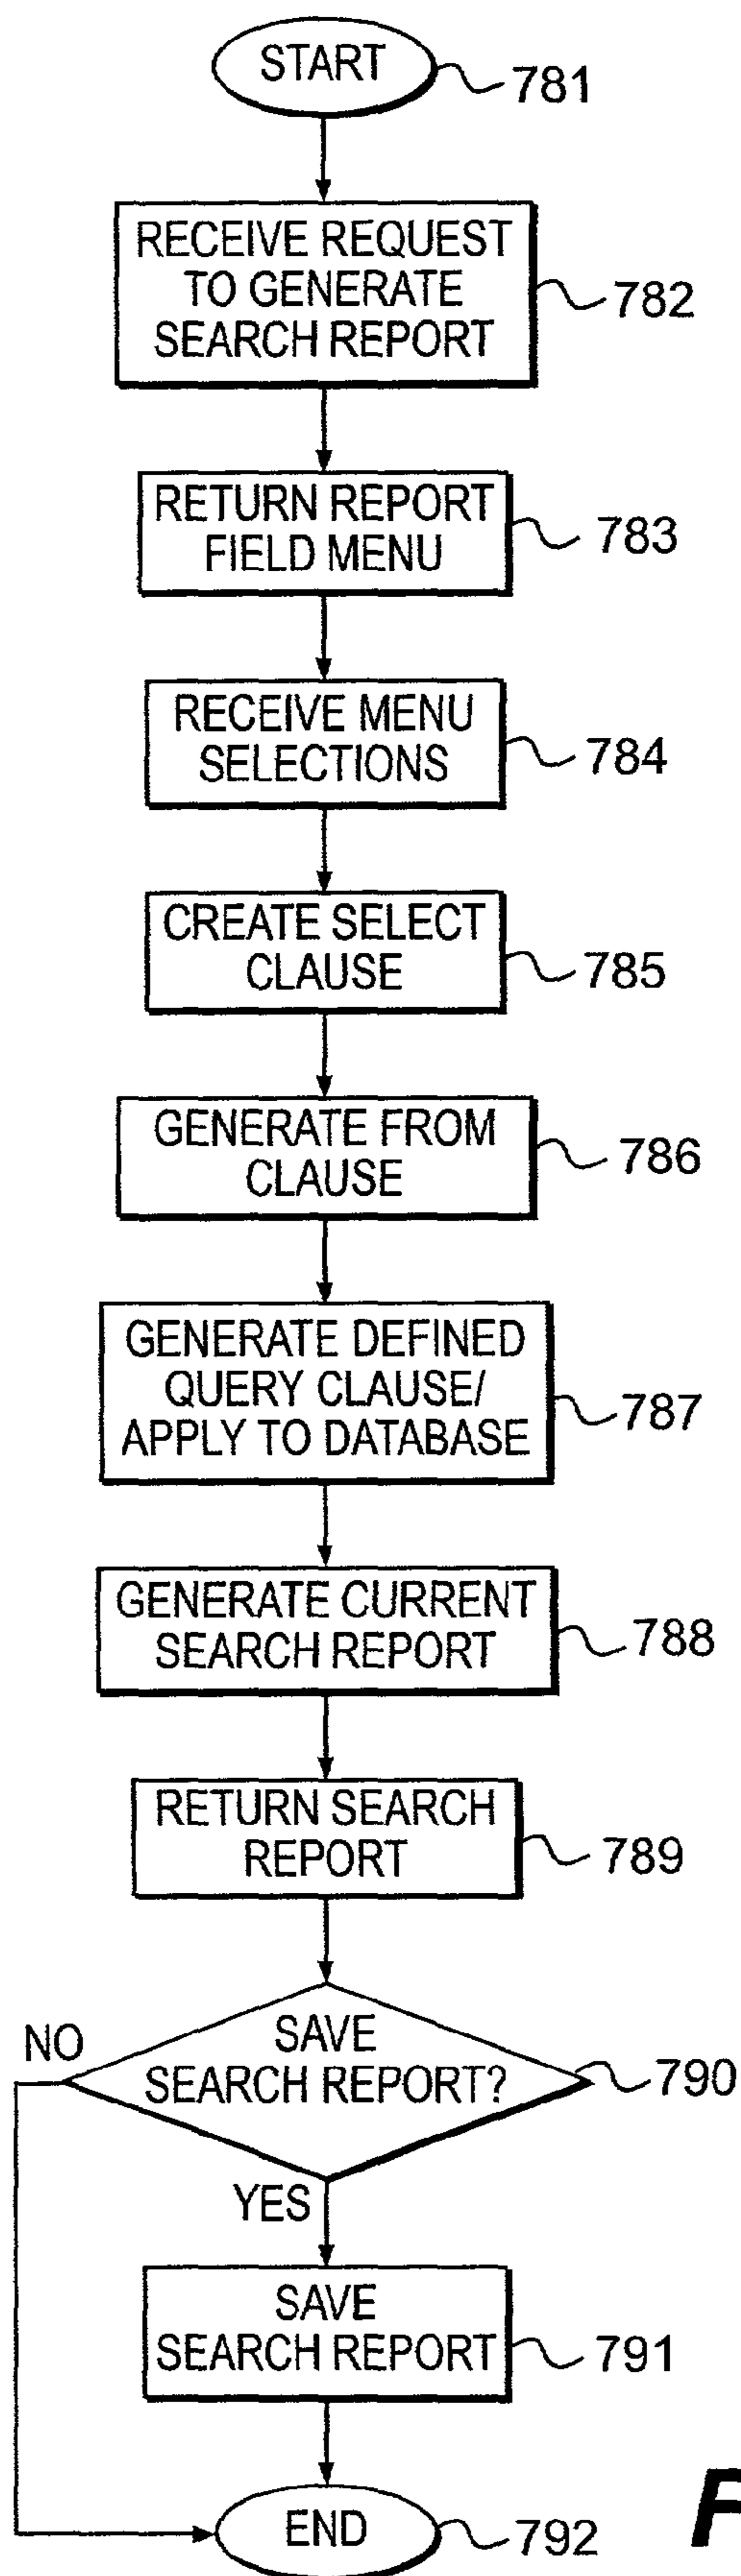 START
781
RECEIVE REQUEST
TO GENERATE
SEARCH REPORT
782
RETURN REPORT
FIELD MENU
783
RECEIVE MENU
SELECTIONS
784
CREATE SELECT
CLAUSE
785
GENERATE FROM
CLAUSE
786
GENERATE DEFINED
QUERY CLAUSE/
APPLY TO DATABASE
787
GENERATE CURRENT
SEARCH REPORT
788
RETURN SEARCH
REPORT
789
SAVE
SEARCH REPORT?
790
NO
YES
SAVE
SEARCH REPORT
791
END
792